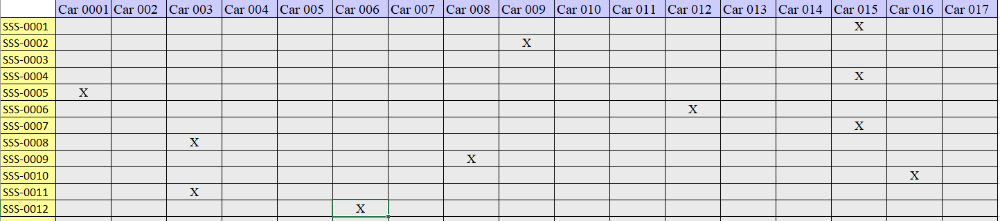 Car 0001 Car 002 Car 003 Car 004 Car 005 Car 006 Car 007 Car 008 Car 009 Car 010 Car 011 Car 012 Car 013 Car 014 Car 015 Car 016 Car 017
SSS-0001 X
SSS-0002 X
SSS-0003
SSS-0004 X
SSS-0005 X
SSS-0006 X
SSS-0007 X
SSS-0008 X
SSS-0009 X
SSS-0010 X
SSS-0011 X
SSS-0012 X